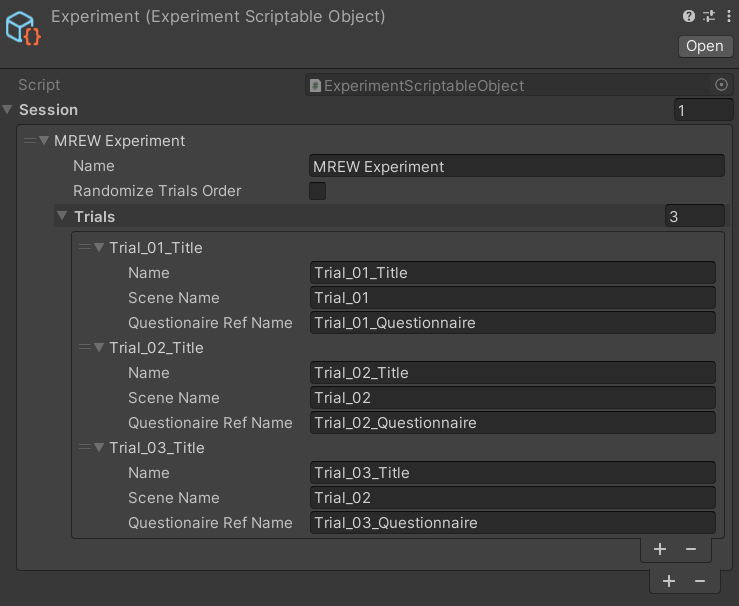 Experiment (Experiment Scriptable Object)
Open
Script ExperimentScriptableObject
Session 1
MREW Experiment
Name MREW Experiment
Randomize Trials Order
Trials 3
Trial_01_Title
Name Trial_01_Title
Scene Name Trial_01
Questionaire Ref Name Trial_01_Questionnaire
Trial_02_Title
Name Trial_02_Title
Scene Name Trial_02
Questionaire Ref Name Trial_02_Questionnaire
Trial_03_Title
Name Trial_03_Title
Scene Name Trial_02
Questionaire Ref Name Trial_03_Questionnaire